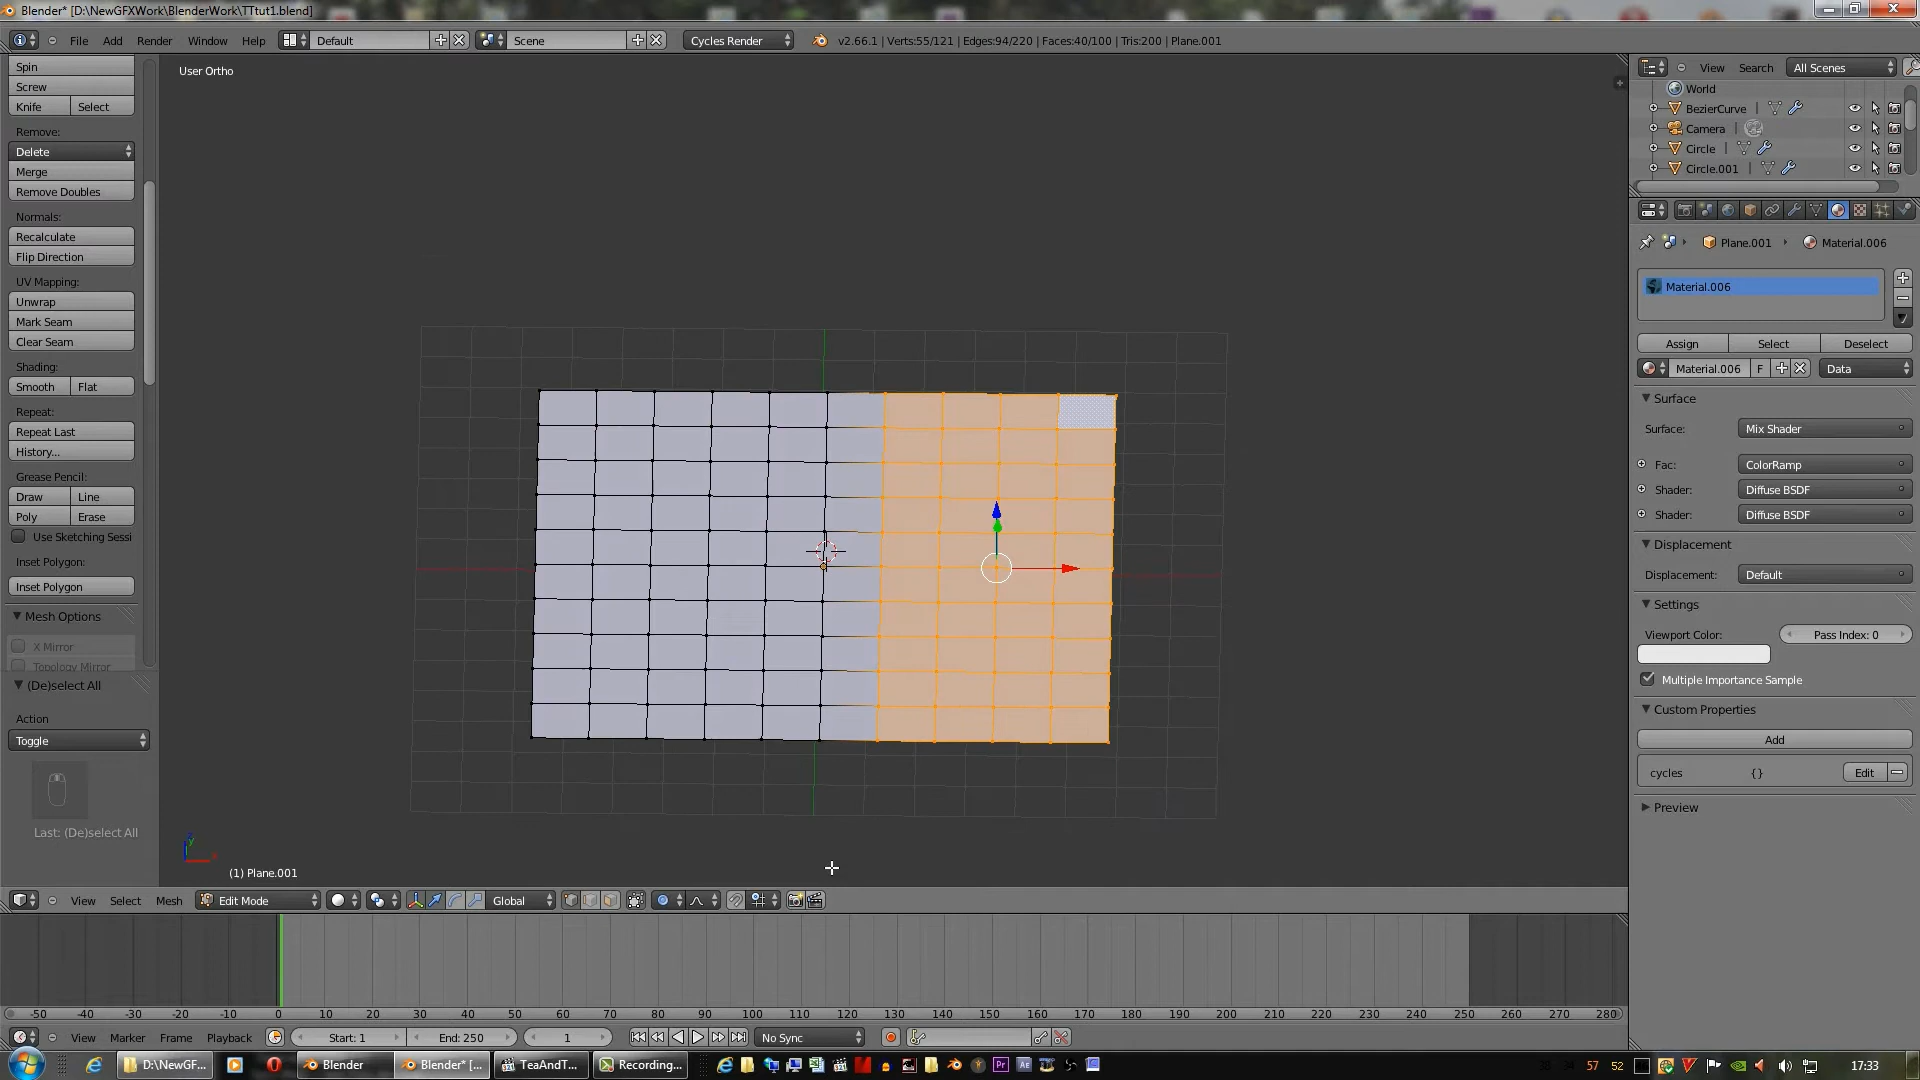 Blender* [D:\NewGFXWork\BlenderWork\TTtut1.blend]
File Add Render Window Help Default Scene Cycles Render v2.66.1 | Verts:55/121 | Edges:94/220 | Faces:40/100 | Tris:200 | Plane.001
Spin
Screw
Knife Select
Remove:
Delete
Merge
Remove Doubles
Normals:
Recalculate
Flip Direction
UV Mapping:
Unwrap
Mark Seam
Clear Seam
Shading:
Smooth Flat
Repeat:
Repeat Last
History...
Grease Pencil:
Draw Line
Poly Erase
Use Sketching Sessi
Inset Polygon:
Inset Polygon
Mesh Options
X Mirror
Topology Mirror
(De)select All
Action
Toggle
Last: (De)select All
User Ortho
(1) Plane.001
View Search All Scenes
World
BezierCurve
Camera
Circle
Circle.001
Plane.001 Material.006
Material.006
Assign Select Deselect
Material.006 F Data
Surface
Surface: Mix Shader
Fac: ColorRamp
Shader: Diffuse BSDF
Shader: Diffuse BSDF
Displacement
Displacement: Default
Settings
Viewport Color: Pass Index: 0
Multiple Importance Sample
Custom Properties
Add
cycles {} Edit
Preview
View Select Mesh Edit Mode Global
-50 -40 -30 -20 -10 0 10 20 30 40 50 60 70 80 90 100 110 120 130 140 150 160 170 180 190 200 210 220 230 240 250 260 270 280
View Marker Frame Playback Start: 1 End: 250 1 No Sync
D:\NewGF... Blender Blender* [... TeaAndT... Recording... Pr Ae 57 52 17:33